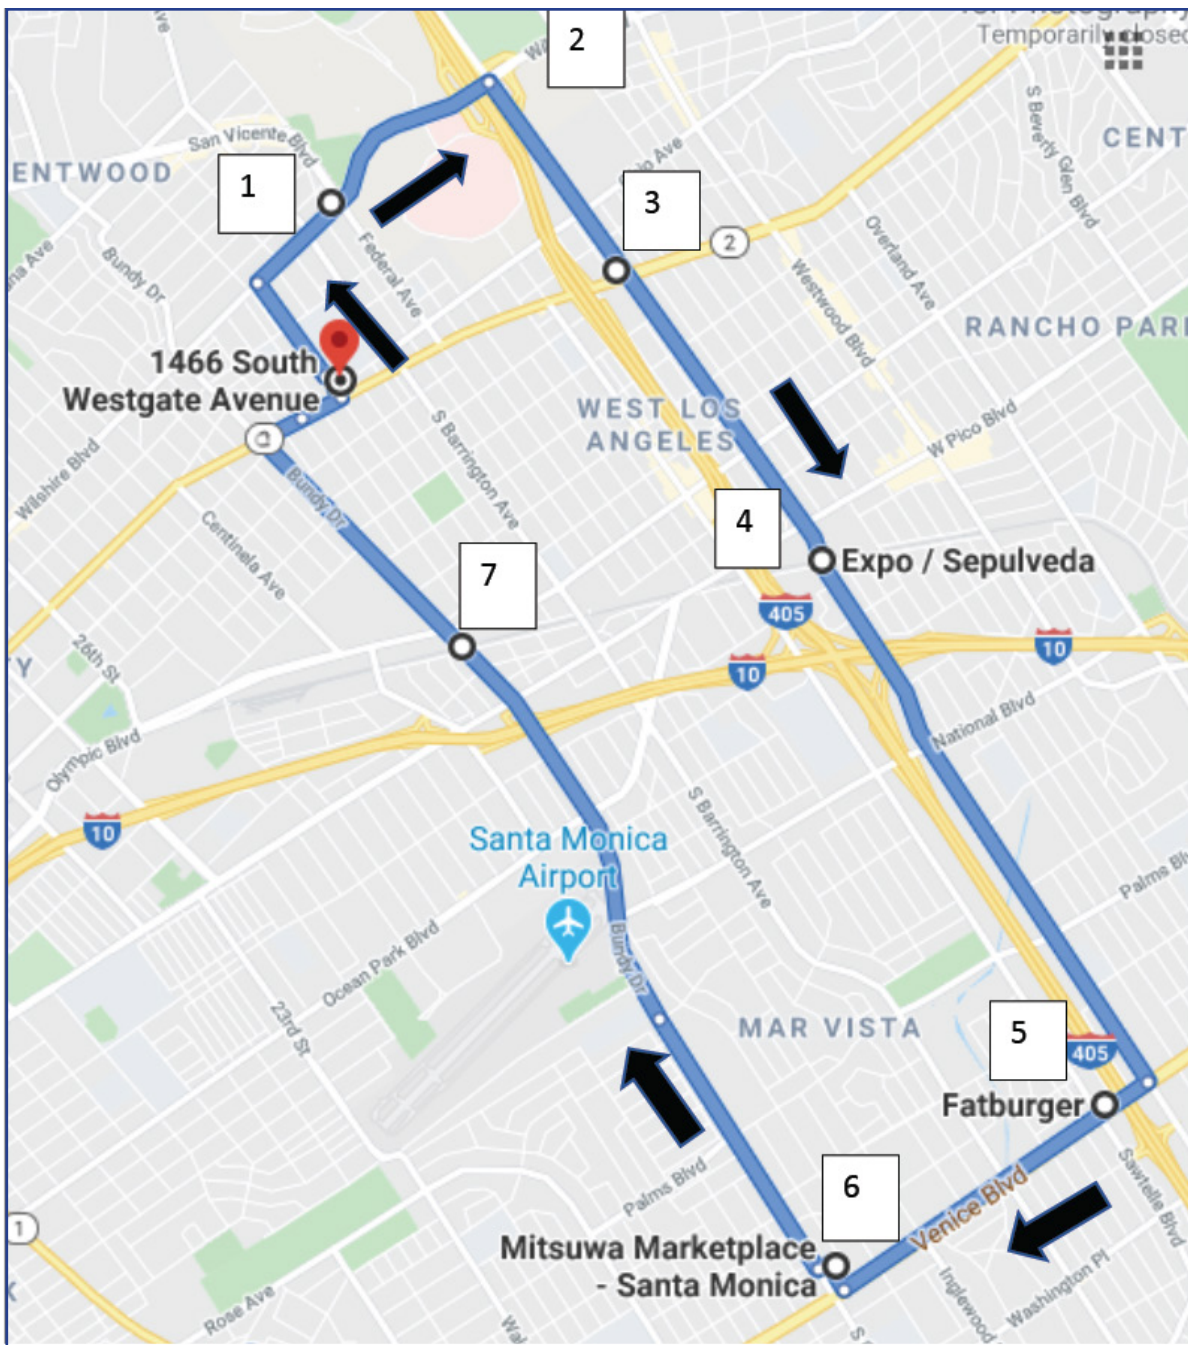 2
Temporarily closed
San Vicente Blvd
S Beverly Glen Blvd
CENT
ENTWOOD
1
3
2
Bundy Dr
Federal Ave
Overland Ave
Westwood Blvd
RANCHO PARK
1466 South
Westgate Avenue
WEST LOS
ANGELES
W Pico Blvd
S Barrington Ave
Wilshire Blvd
Bundy Dr
Centinela Ave
4
7
Expo / Sepulveda
405
10
10
26th St
Olympic Blvd
National Blvd
10
Santa Monica
Airport
S Barrington Ave
Palms Bl
Ocean Park Blvd
Bundy Dr
23rd St
MAR VISTA
5
405
Fatburger
Sawtelle Blvd
Palms Blvd
6
Venice Blvd
1
Mitsuwa Marketplace
- Santa Monica
Inglewood
Washington Pl
Rose Ave